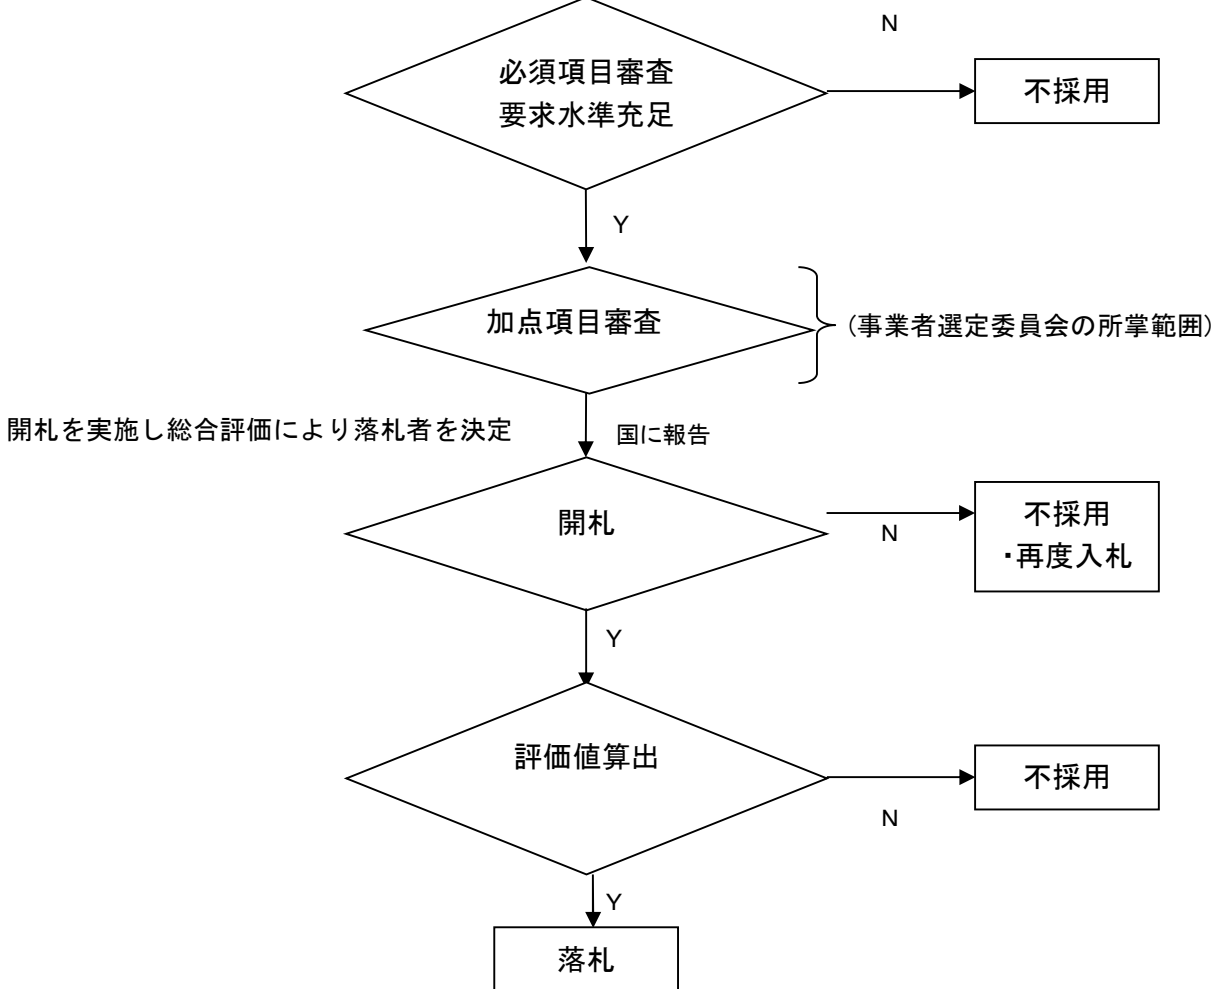 N
必須項目審査
要求水準充足
不採用
Y
加点項目審査
(事業者選定委員会の所掌範囲)
開札を実施し総合評価により落札者を決定
国に報告
開札
N
不採用
・再度入札
Y
評価値算出
不採用
N
Y
落札